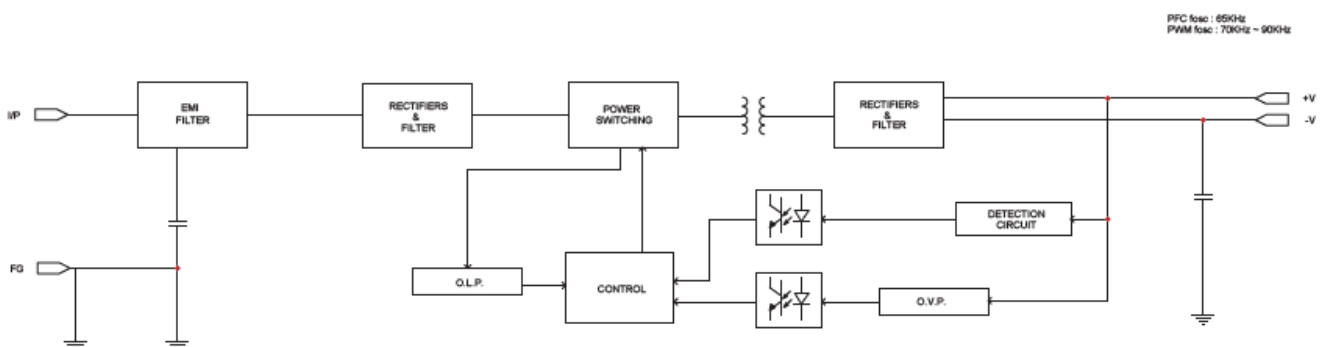 PFC fosc : 65KHz
PWM fosc : 70KHz ~ 90KHz
I/P
EMI
FILTER
RECTIFIERS
&
FILTER
POWER
SWITCHING
RECTIFIERS
&
FILTER
+V
-V
DETECTION
CIRCUIT
FG
O.L.P.
CONTROL
O.V.P.